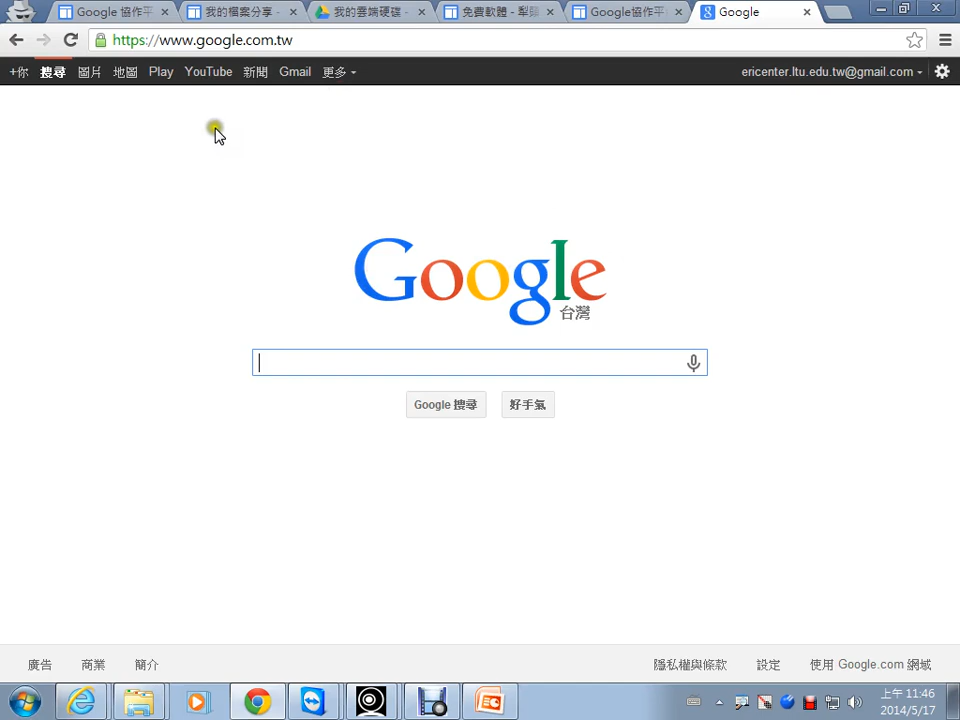 Google 協作平
我的檔案分享 -
我的雲端硬碟 -
免費軟體 - 犁
Google協作平
Google
https://www.google.com.tw
+你 搜尋 圖片 地圖 Play YouTube 新聞 Gmail 更多
ericenter.ltu.edu.tw@gmail.com
Google
台灣
Google 搜尋 好手氣
廣告 商業 簡介 隱私權與條款 設定 使用 Google.com 網域
上午 11:46
2014/5/17